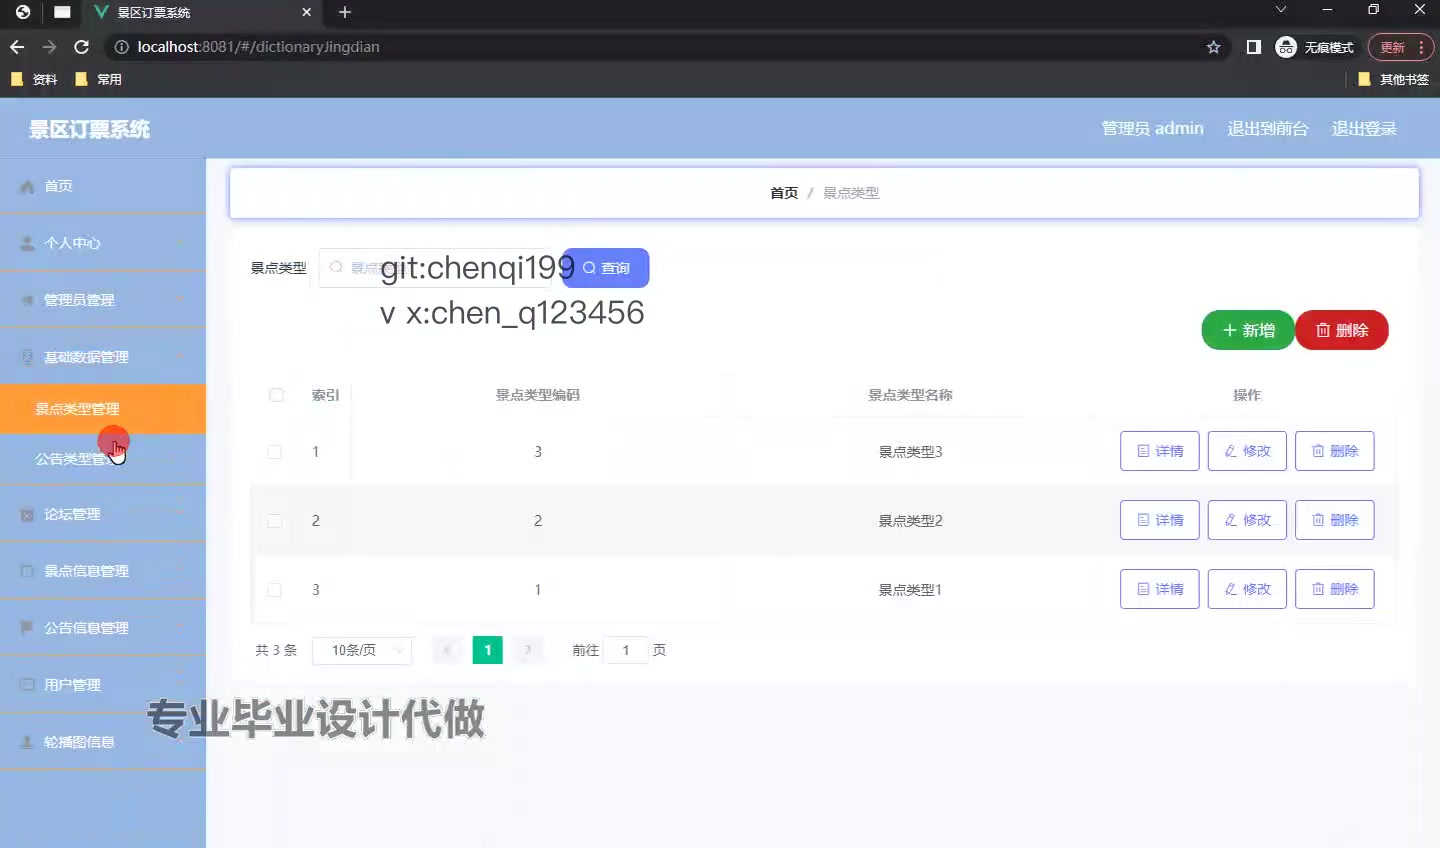 景区订票系统
localhost:8081/#/dictionaryJingdian
无痕模式
更新
资料
常用
其他书签
景区订票系统
管理员 admin
退出到前台
退出登录
首页
个人中心
管理员管理
基础数据管理
景点类型管理
公告类型管
论坛管理
景点信息管理
公告信息管理
用户管理
轮播图信息
首页 / 景点类型
景点类型
git:chenqi199
查询
v x:chen_q123456
新增
删除
索引 景点类型编码 景点类型名称 操作
1 3 景点类型3 详情 修改 删除
2 2 景点类型2 详情 修改 删除
3 1 景点类型1 详情 修改 删除
共 3 条 10条/页 1 前往 1 页
专业毕业设计代做